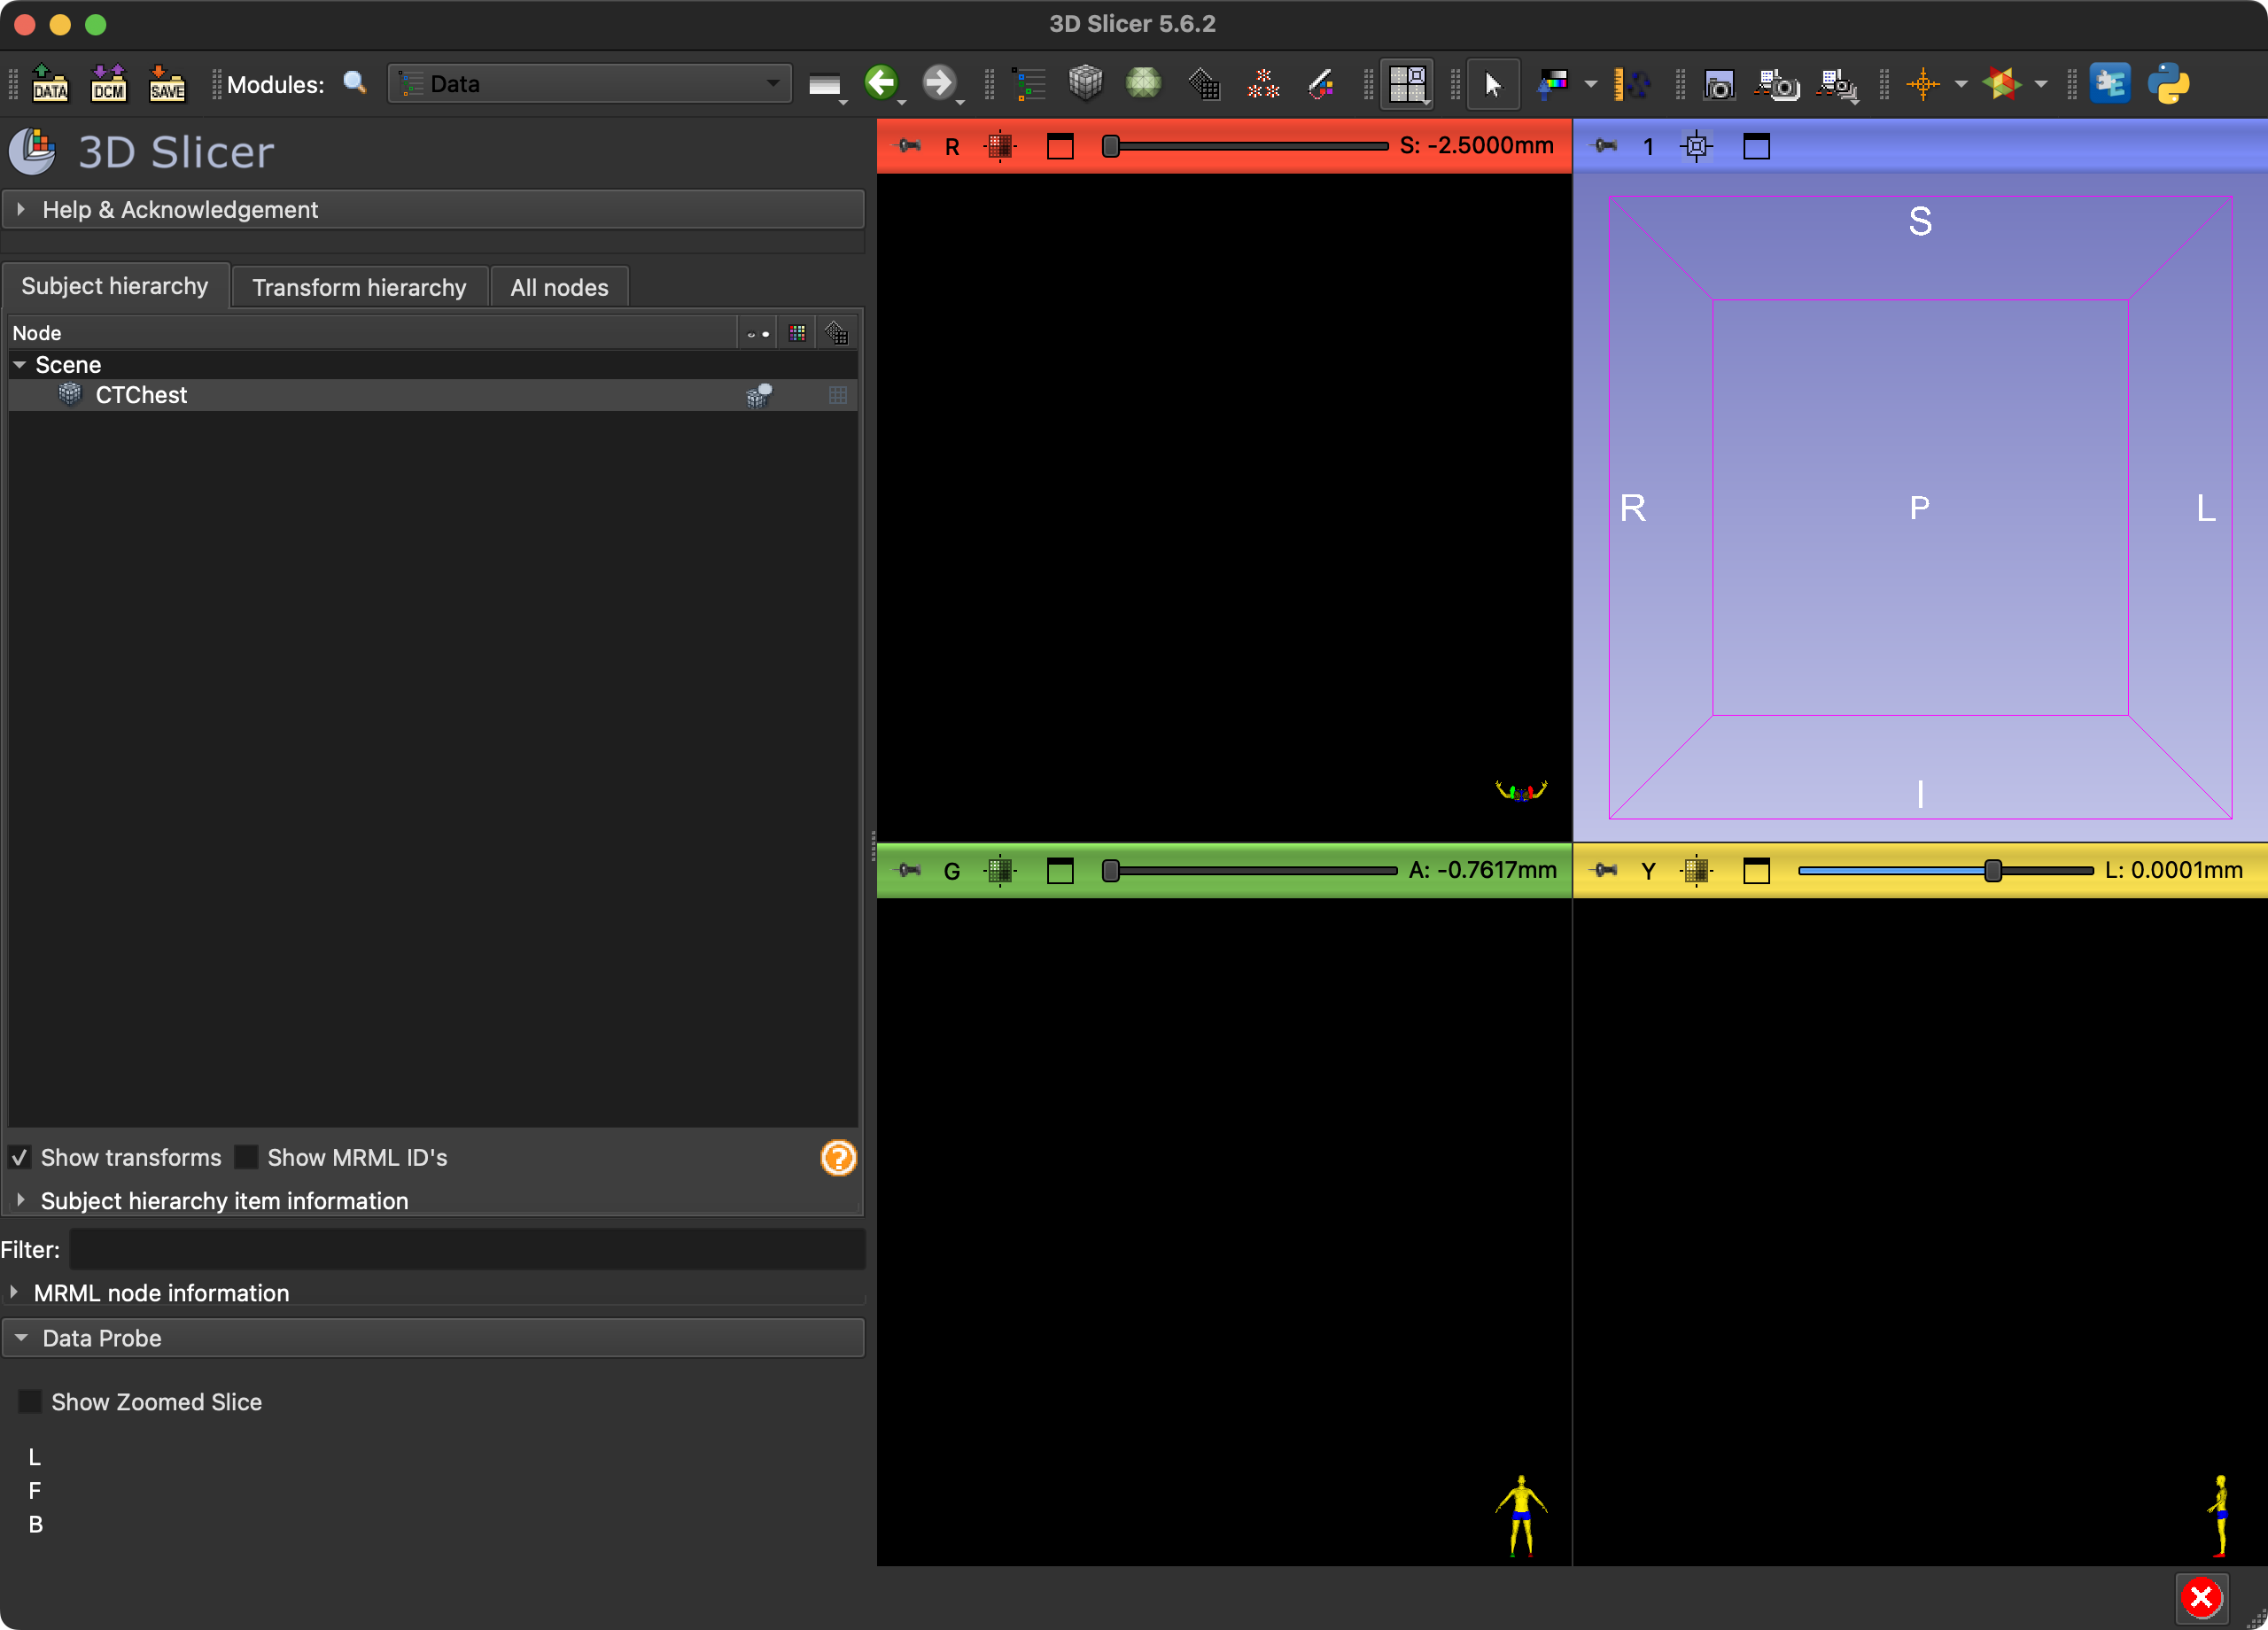 3D Slicer 5.6.2
DATA DCM SAVE Modules: Data
3D Slicer
Help & Acknowledgement
Subject hierarchy Transform hierarchy All nodes
Node
Scene
CTChest
Show transforms Show MRML ID's
Subject hierarchy item information
Filter:
MRML node information
Data Probe
Show Zoomed Slice
L
F
B
R S: -2.5000mm
1
S
R P L
I
G A: -0.7617mm
Y L: 0.0001mm